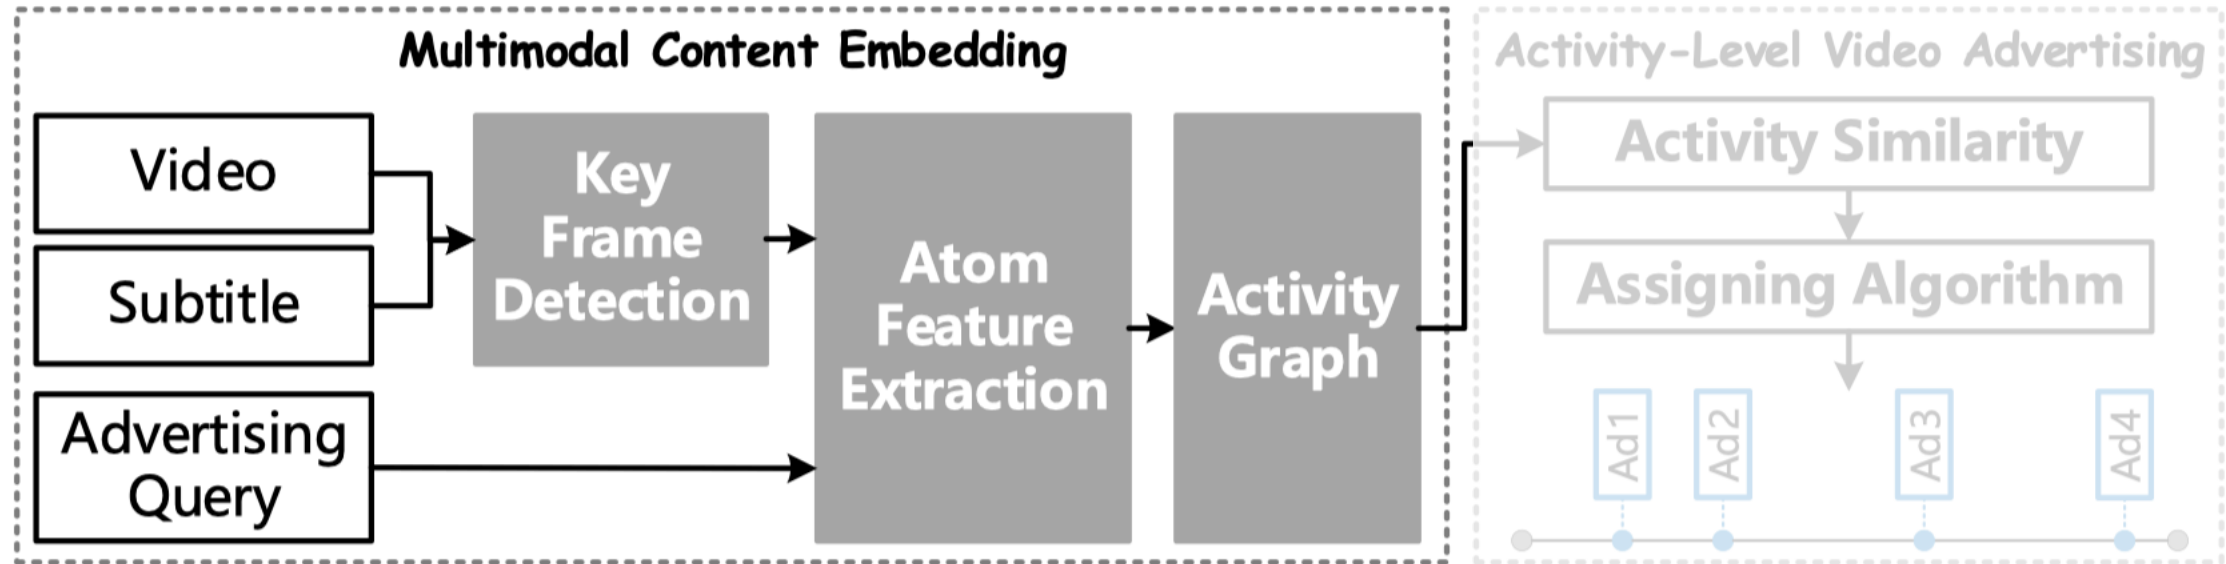 Multimodal Content Embedding
Video
Subtitle
Advertising
Query
Key
Frame
Detection
Atom
Feature
Extraction
Activity
Graph
Activity-Level Video Advertising
Activity Similarity
Assigning Algorithm
Ad1
Ad2
Ad3
Ad4